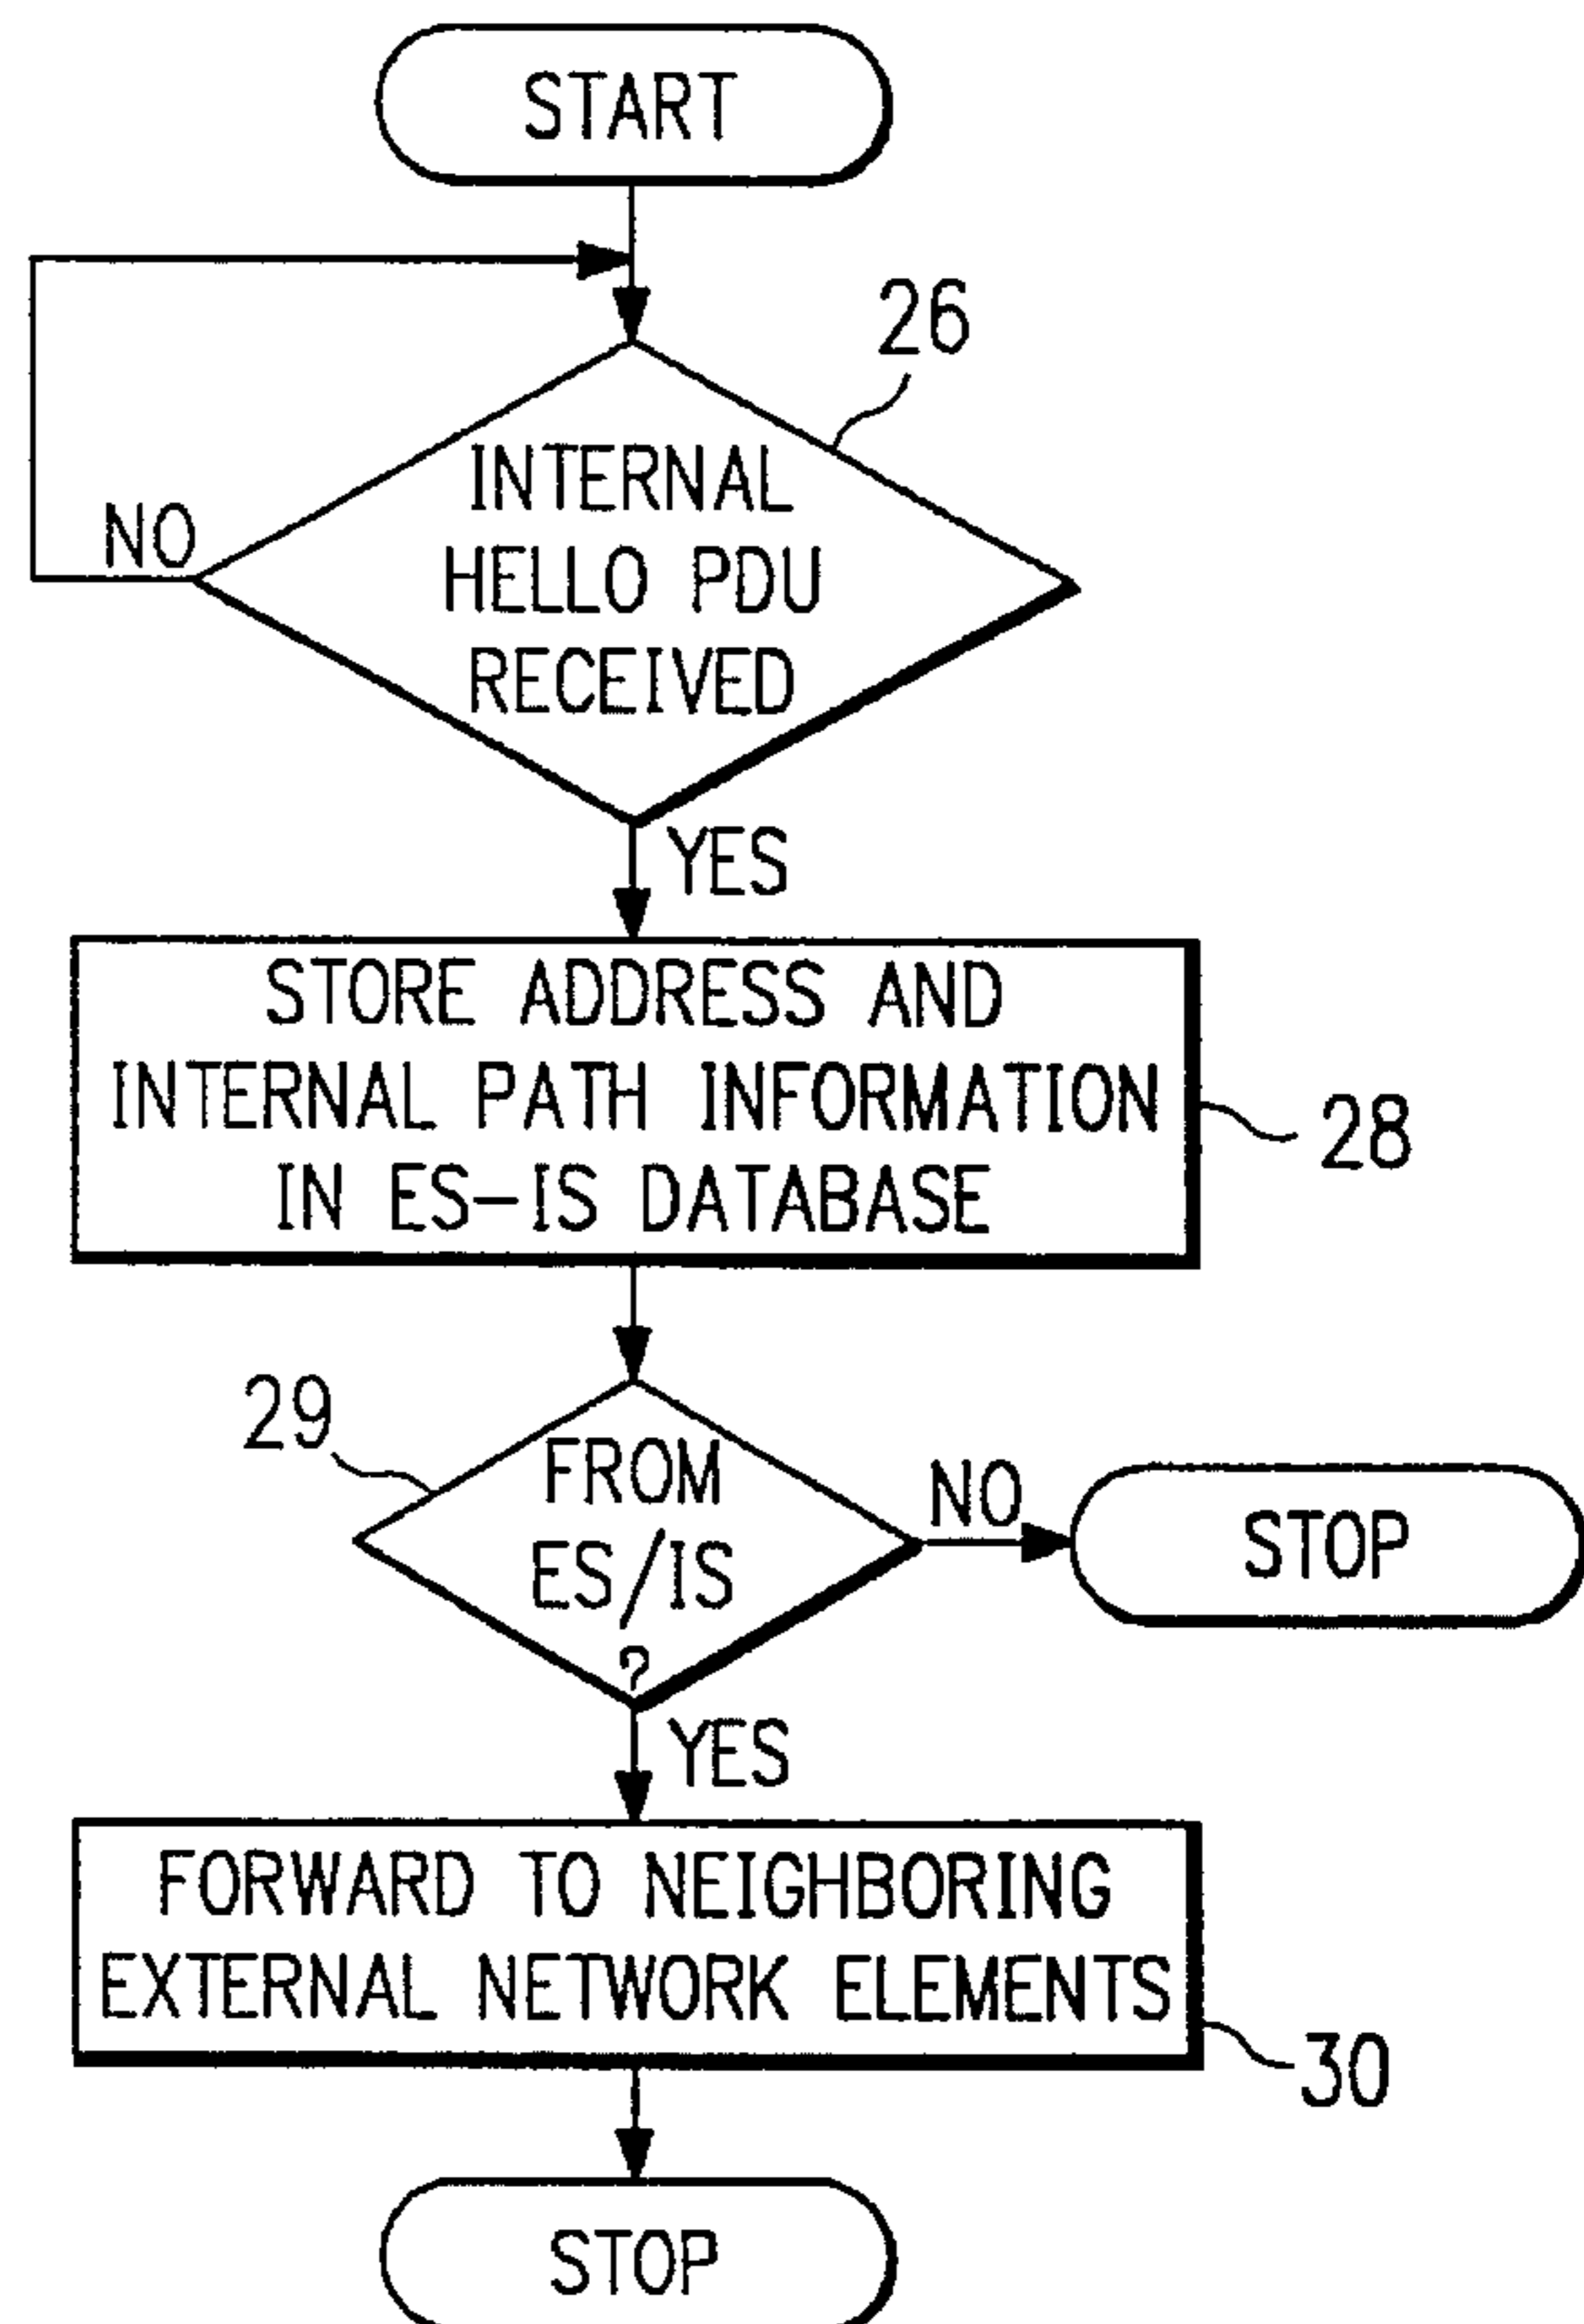 START
26
INTERNAL
HELLO PDU
RECEIVED
NO
YES
STORE ADDRESS AND
INTERNAL PATH INFORMATION
IN ES-IS DATABASE
28
29
FROM
ES/IS
?
NO
STOP
YES
FORWARD TO NEIGHBORING
EXTERNAL NETWORK ELEMENTS
30
STOP